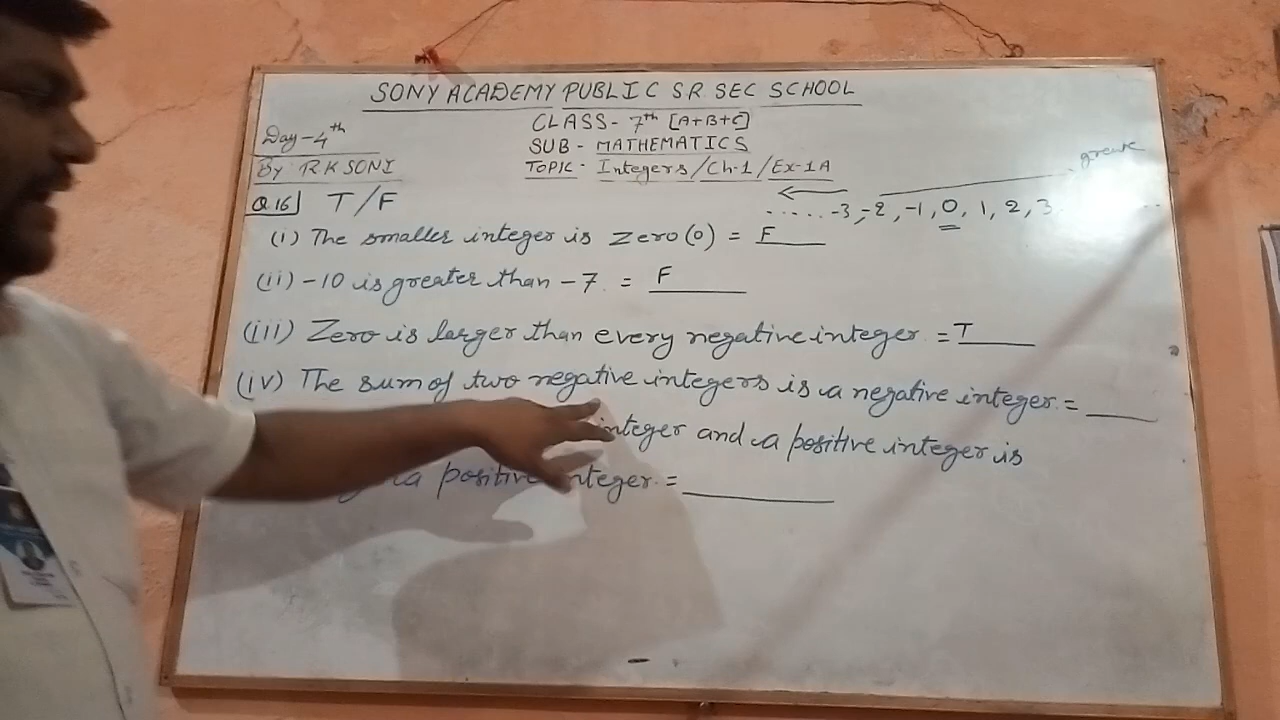 SONY ACADEMY PUBLIC SR SEC SCHOOL
Day-4th
CLASS- 7th [A+B+C]
SUB - MATHEMATICS
By RK SONI
TOPIC- Integers/Ch-1/Ex-1A
Q.16] T/F
......-3,-2,-1,0,1,2,3
(i) The smaller integer is Zero(0) = F
(ii) -10 is greater than -7. = F
(iii) Zero is larger than every negative integer. = T
(iv) The sum of two negative integers is a negative integer. = ____
integer and a positive integer is
a positive integer. = ____